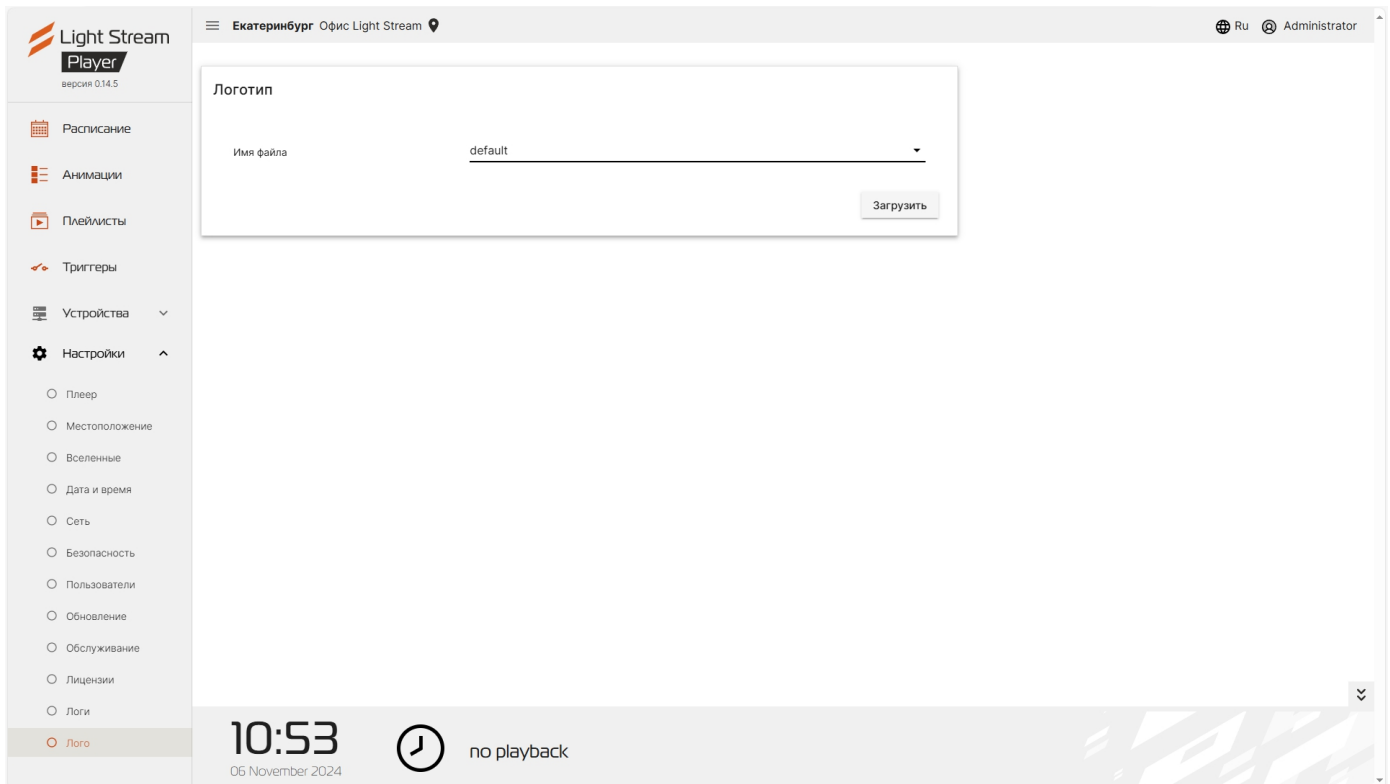 Light Stream
Player
версия 0.14.5
Екатеринбург Офис Light Stream
Ru
Administrator
Расписание
Анимации
Плейлисты
Триггеры
Устройства
Настройки
Плеер
Местоположение
Вселенные
Дата и время
Сеть
Безопасность
Пользователи
Обновление
Обслуживание
Лицензии
Логи
Лого
Логотип
Имя файла
default
Загрузить
10:53
06 November 2024
no playback